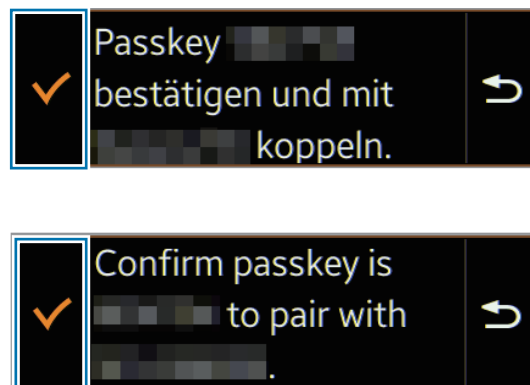 Passkey
bestätigen und mit
koppeln.
Confirm passkey is
to pair with
.